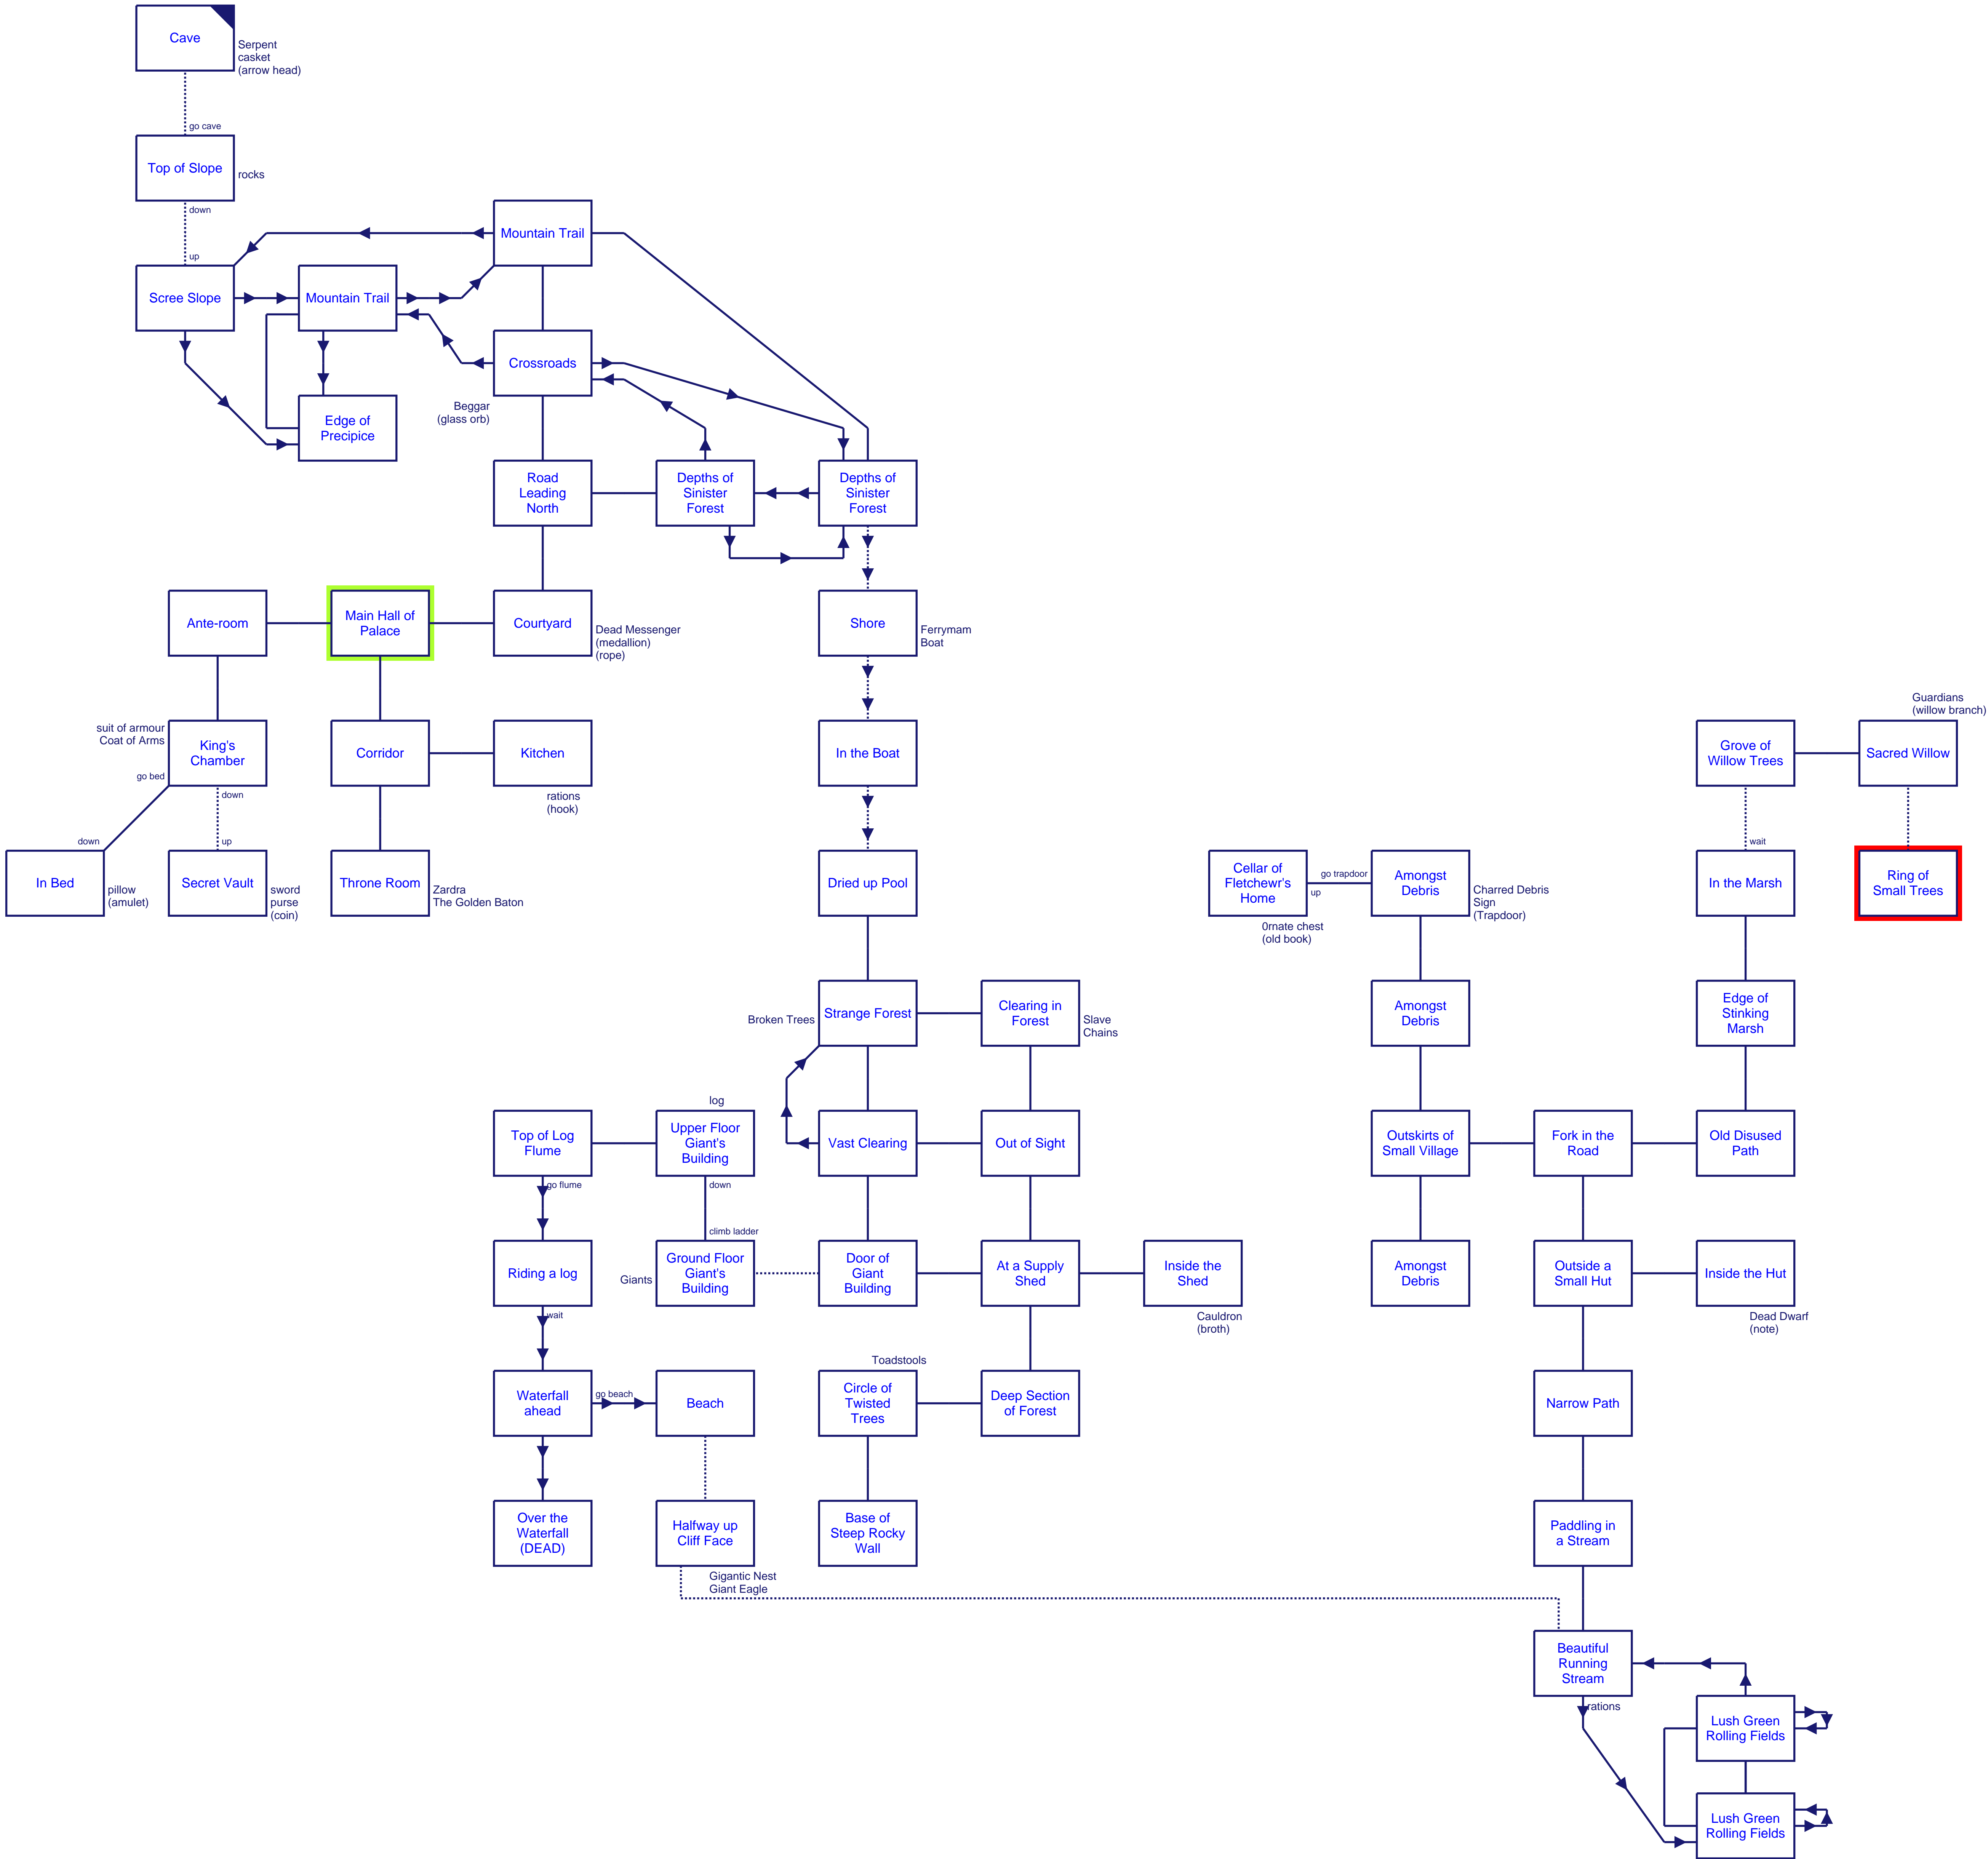 Cave
Serpent
casket
(arrow head)
go cave
Top of Slope
rocks
down
up
Mountain Trail
Scree Slope
Mountain Trail
Crossroads
Beggar
(glass orb)
Edge of
Precipice
Road
Leading
North
Depths of
Sinister
Forest
Depths of
Sinister
Forest
Ante-room
Main Hall of
Palace
Courtyard
Dead Messenger
(medallion)
(rope)
Shore
Ferrymam
Boat
suit of armour
Coat of Arms
go bed
King's
Chamber
down
Corridor
Kitchen
rations
(hook)
In the Boat
Guardians
(willow branch)
Grove of
Willow Trees
Sacred Willow
wait
down
up
In Bed
pillow
(amulet)
Secret Vault
sword
purse
(coin)
Throne Room
Zardra
The Golden Baton
Dried up Pool
Cellar of
Fletchewr's
Home
go trapdoor
up
0rnate chest
(old book)
Amongst
Debris
Charred Debris
Sign
(Trapdoor)
In the Marsh
Ring of
Small Trees
Broken Trees
Strange Forest
Clearing in
Forest
Slave
Chains
Amongst
Debris
Edge of
Stinking
Marsh
log
Top of Log
Flume
go flume
Upper Floor
Giant's
Building
down
climb ladder
Vast Clearing
Out of Sight
Outskirts of
Small Village
Fork in the
Road
Old Disused
Path
Riding a log
wait
Giants
Ground Floor
Giant's
Building
Door of
Giant
Building
At a Supply
Shed
Inside the
Shed
Cauldron
(broth)
Amongst
Debris
Outside a
Small Hut
Inside the Hut
Dead Dwarf
(note)
Toadstools
Waterfall
ahead
go beach
Beach
Circle of
Twisted
Trees
Deep Section
of Forest
Narrow Path
Over the
Waterfall
(DEAD)
Halfway up
Cliff Face
Gigantic Nest
Giant Eagle
Base of
Steep Rocky
Wall
Paddling in
a Stream
Beautiful
Running
Stream
rations
Lush Green
Rolling Fields
Lush Green
Rolling Fields